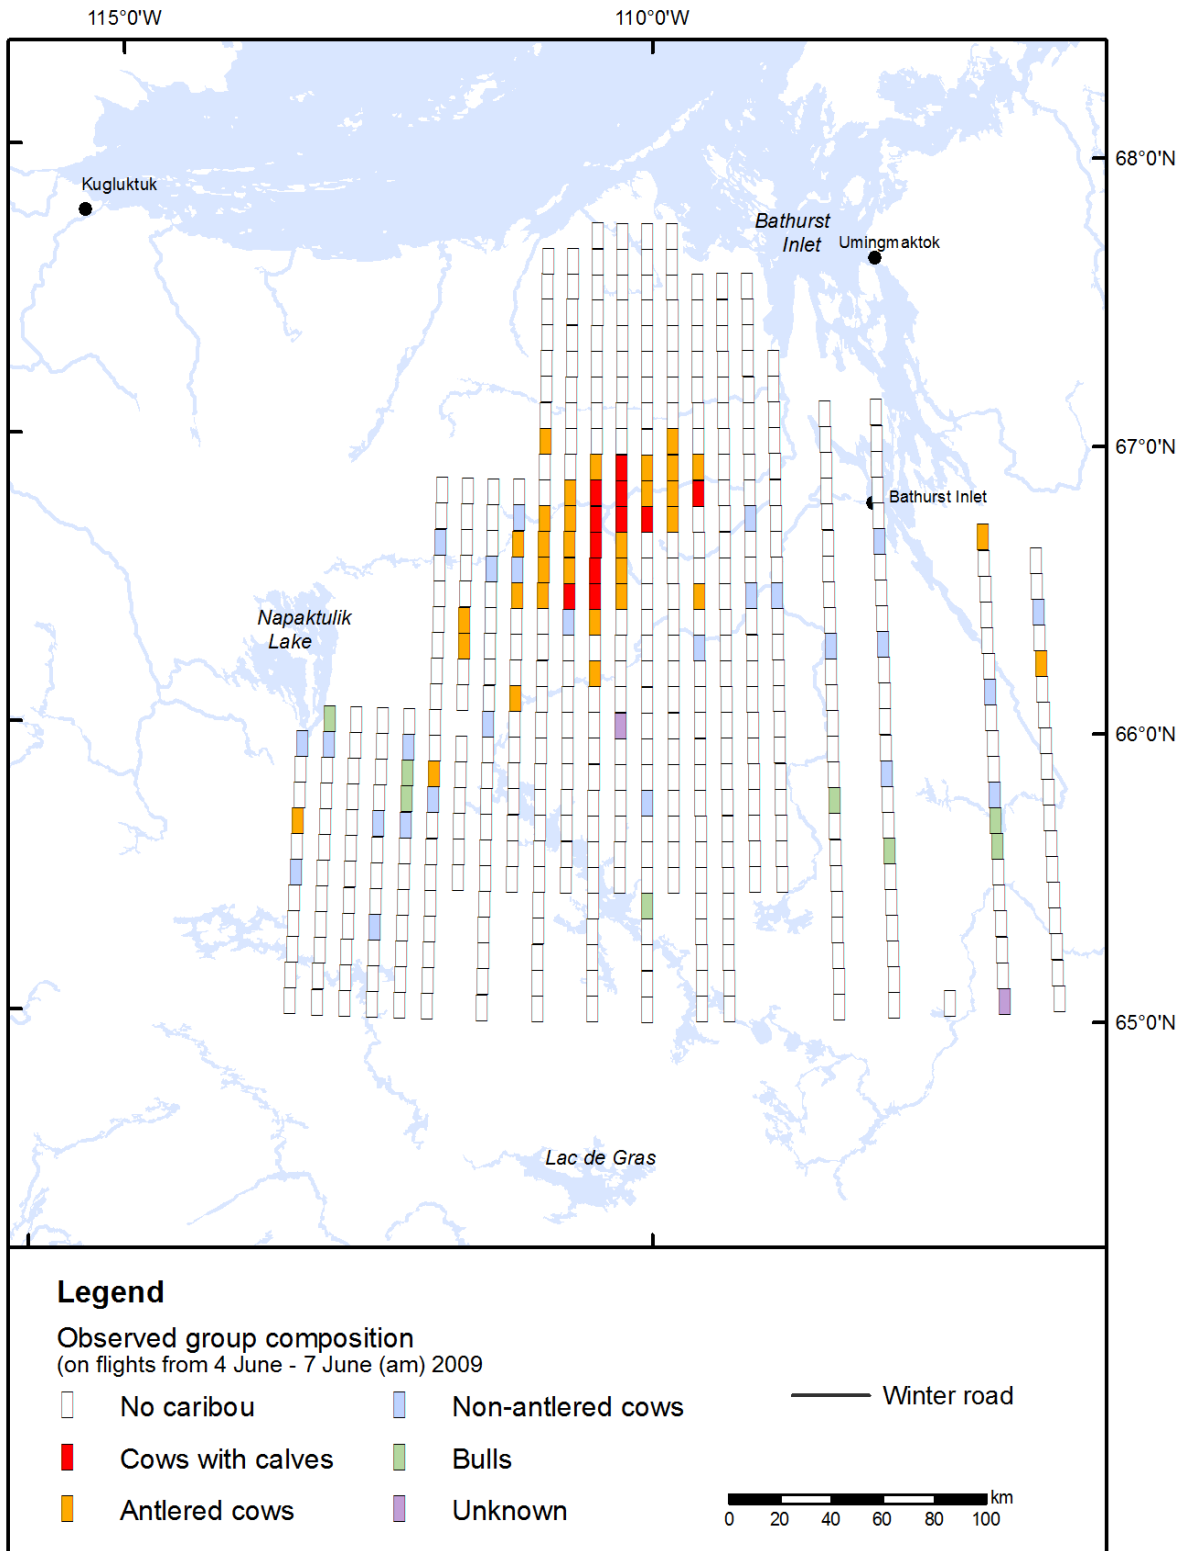 115°0'W 110°0'W
68°0'N
Kugluktuk
Bathurst
Inlet
Umingmaktok
67°0'N
Bathurst Inlet
Napaktulik
Lake
66°0'N
65°0'N
Lac de Gras
Legend
Observed group composition
(on flights from 4 June - 7 June (am) 2009
No caribou Non-antlered cows Winter road
Cows with calves Bulls
Antlered cows Unknown
km
0 20 40 60 80 100